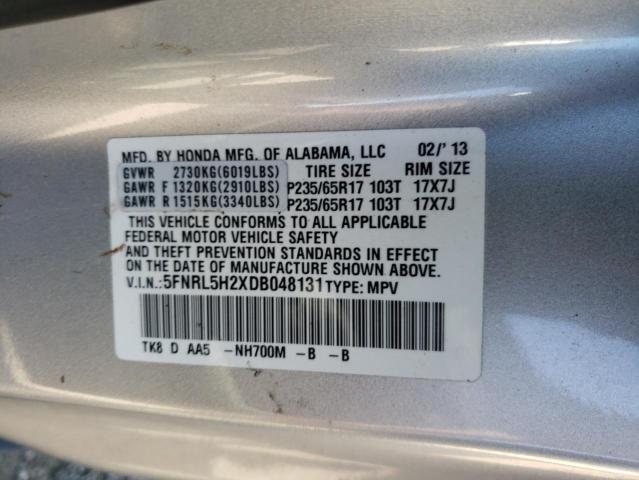 MFD. BY HONDA MFG. OF ALABAMA, LLC 02/' 13
GVWR 2730KG(6019LBS) TIRE SIZE RIM SIZE
GAWR F 1320KG(2910LBS) P235/65R17 103T 17X7J
GAWR R 1515KG(3340LBS) P235/65R17 103T 17X7J
THIS VEHICLE CONFORMS TO ALL APPLICABLE
FEDERAL MOTOR VEHICLE SAFETY
AND THEFT PREVENTION STANDARDS IN EFFECT
ON THE DATE OF MANUFACTURE SHOWN ABOVE.
V.I.N.: 5FNRL5H2XDB048131 TYPE: MPV
TK8 D AA5 -NH700M -B -B